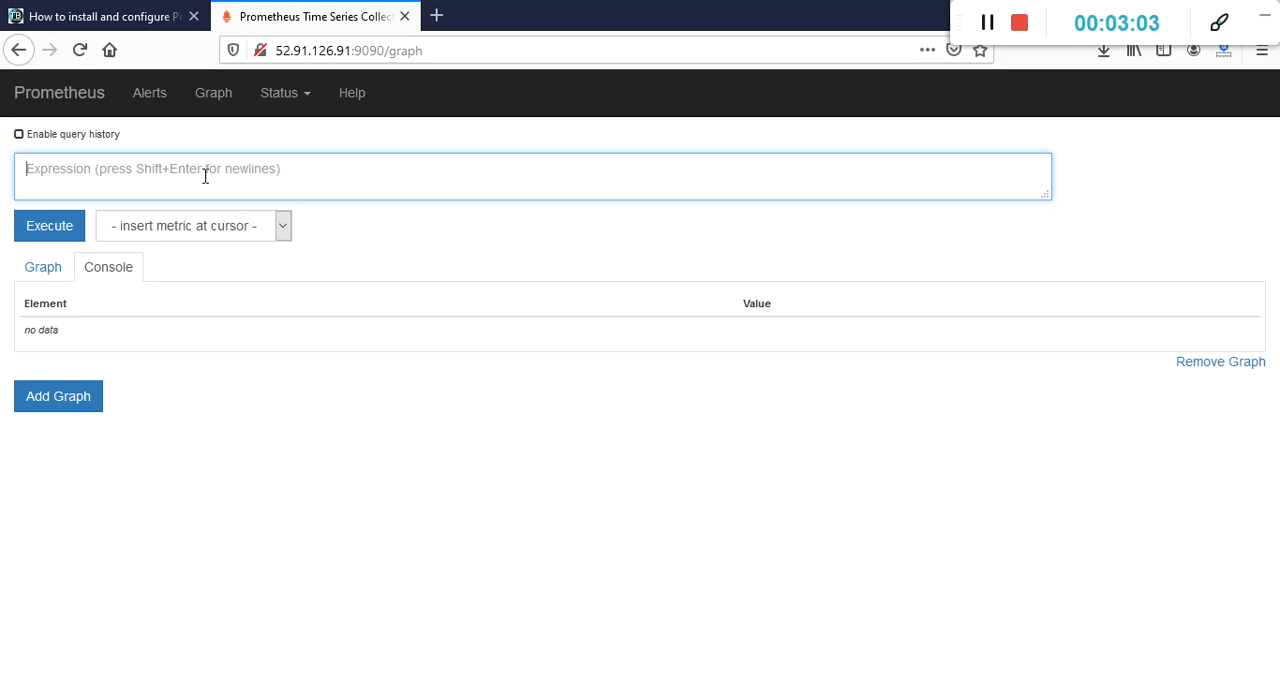 How to install and configure Pr
Prometheus Time Series Collec
00:03:03
52.91.126.91:9090/graph
Prometheus Alerts Graph Status Help
Enable query history
Expression (press Shift+Enter for newlines)
Execute - insert metric at cursor -
Graph Console
Element Value
no data
Remove Graph
Add Graph